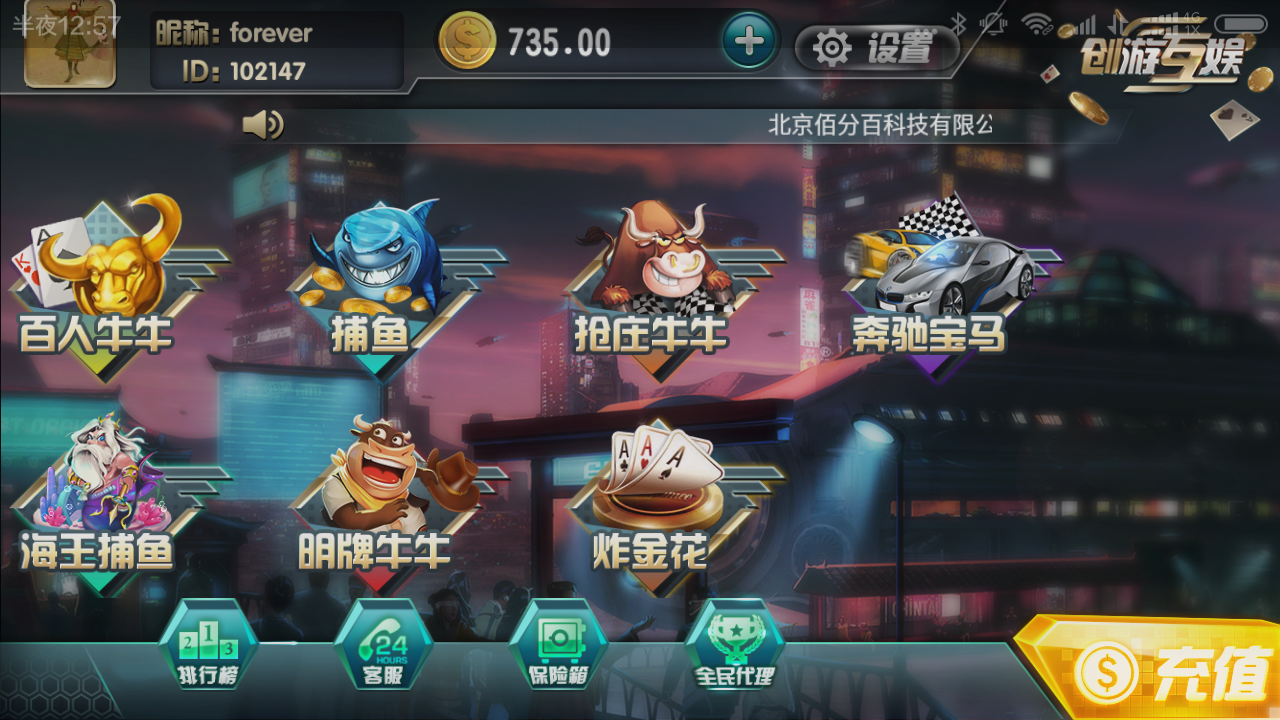 半夜12:57
4G
1X
昵称: forever
ID: 102147
735.00
设置
创游互娱
北京佰分百科技有限公
百人牛牛
捕鱼
抢庄牛牛
奔驰宝马
海王捕鱼
明牌牛牛
炸金花
排行榜
24
HOURS
客服
保险箱
全民代理
充值